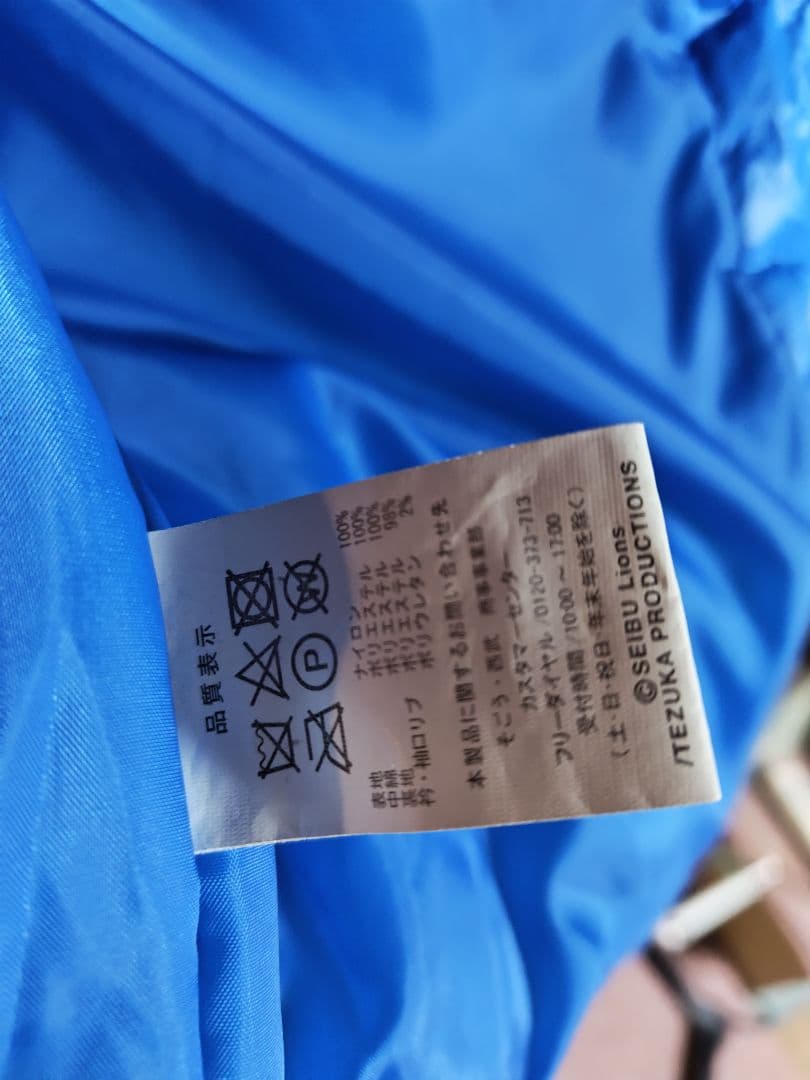 品質表示
P
W
表地 ナイロン 100%
中綿 ポリエステル 100%
裏地 ポリエステル 100%
衿・袖口リブ ポリエステル 98%
ポリウレタン 2%
本製品に関するお問い合わせ先
そごう・西武 商事事業部
カスタマーセンター
フリーダイヤル/0120-373-713
受付時間/10:00〜17:00
(土・日・祝日・年末年始を除く)
©SEIBU Lions
/TEZUKA PRODUCTIONS